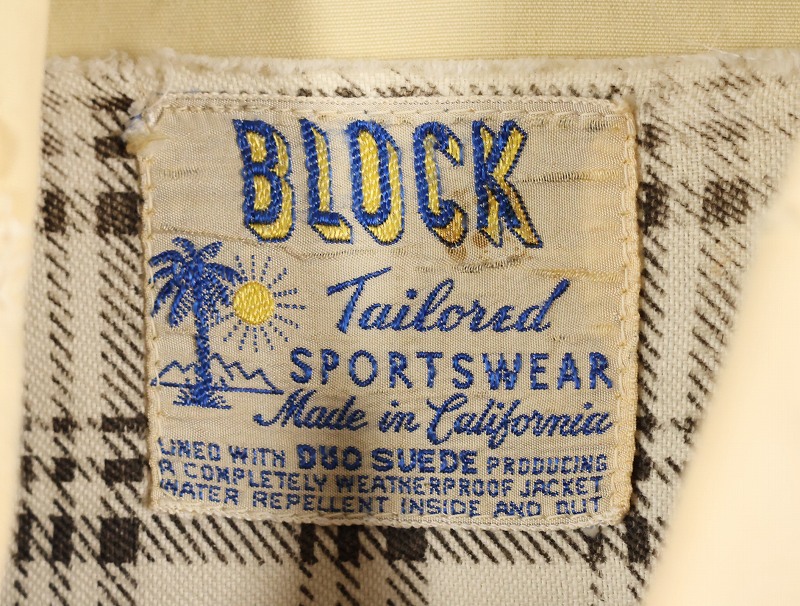 BLOCK
Tailored
SPORTSWEAR
Made in California
LINED WITH DUO SUEDE PRODUCING
A COMPLETELY WEATHERPROOF JACKET
WATER REPELLENT INSIDE AND OUT